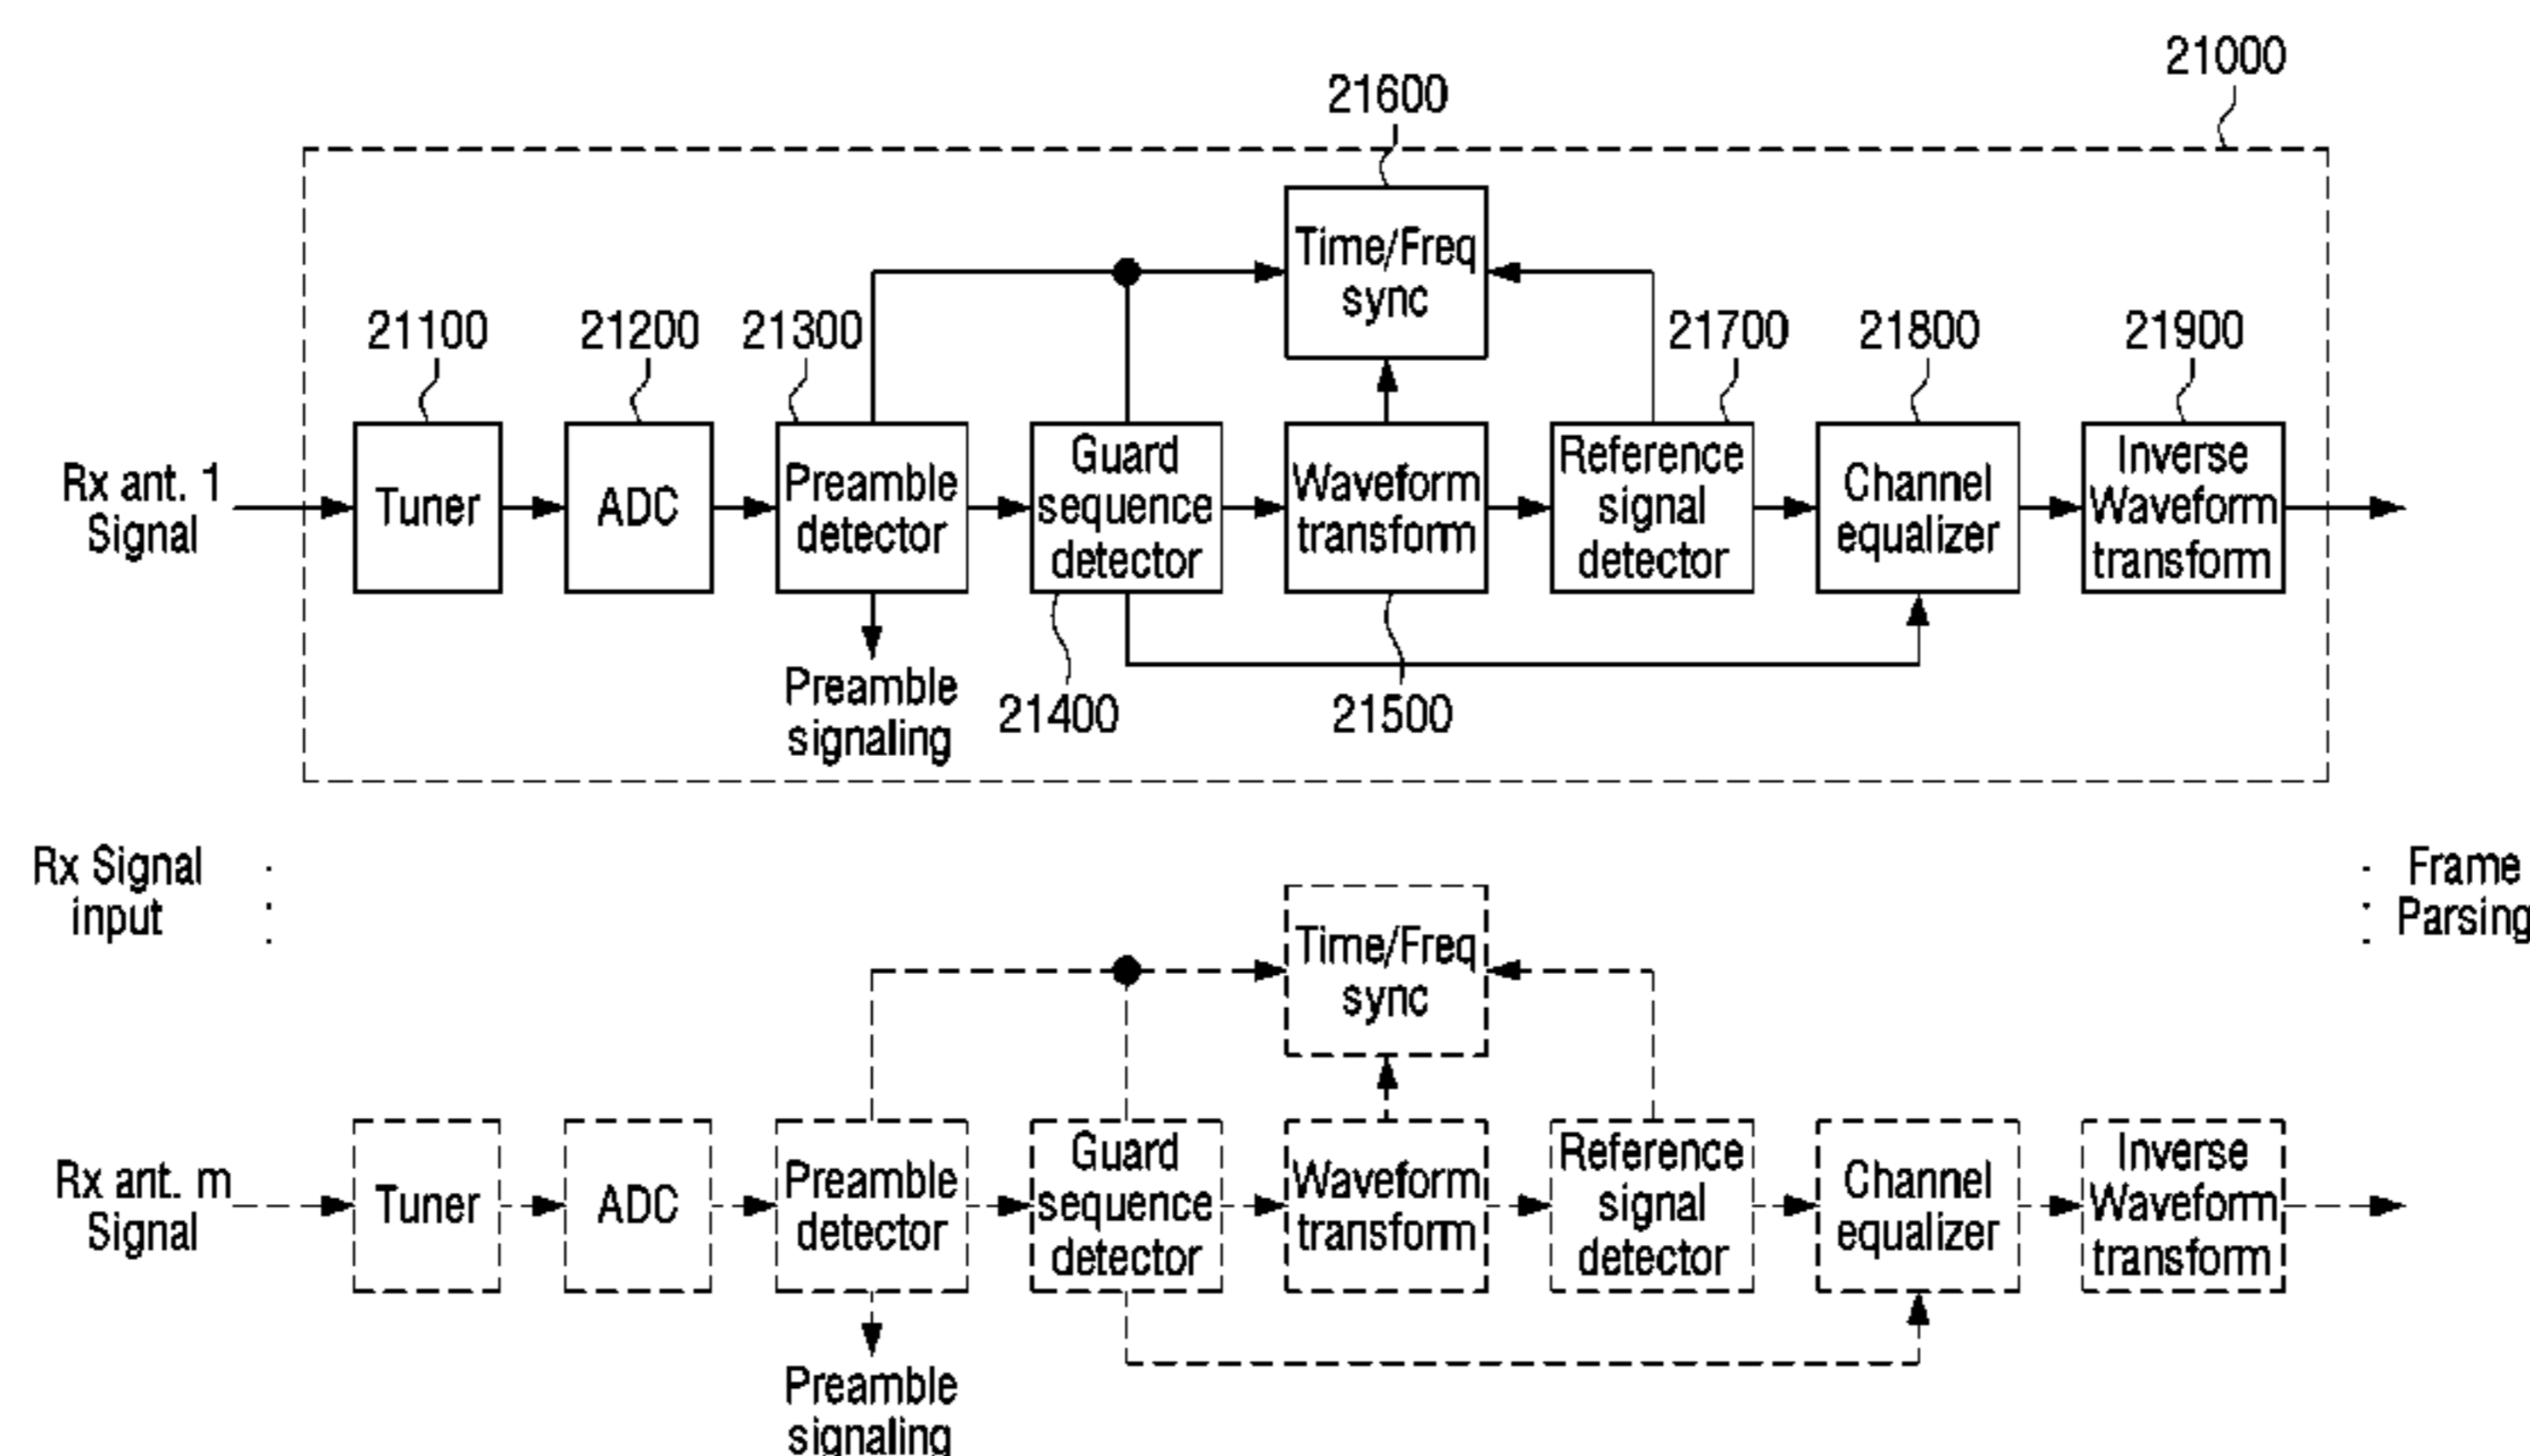 21000
21600
Time/Freq
sync
21100
21200
21300
21700
21800
21900
Rx ant. 1
Signal
Tuner
ADC
Preamble
detector
Guard
sequence
detector
Waveform
transform
Reference
signal
detector
Channel
equalizer
Inverse
Waveform
transform
Preamble
signaling
21400
21500
Rx Signal
input
Frame
Parsing
Time/Freq
sync
Rx ant. m
Signal
Tuner
ADC
Preamble
detector
Guard
sequence
detector
Waveform
transform
Reference
signal
detector
Channel
equalizer
Inverse
Waveform
transform
Preamble
signaling